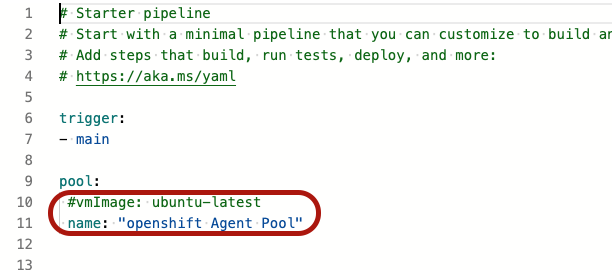 1 # Starter pipeline
2 # Start with a minimal pipeline that you can customize to build
3 # Add steps that build, run tests, deploy, and more:
4 # https://aka.ms/yaml
5
6 trigger:
7 - main
8
9 pool:
10 #vmImage: ubuntu-latest
11 name: "openshift Agent Pool"
12
13